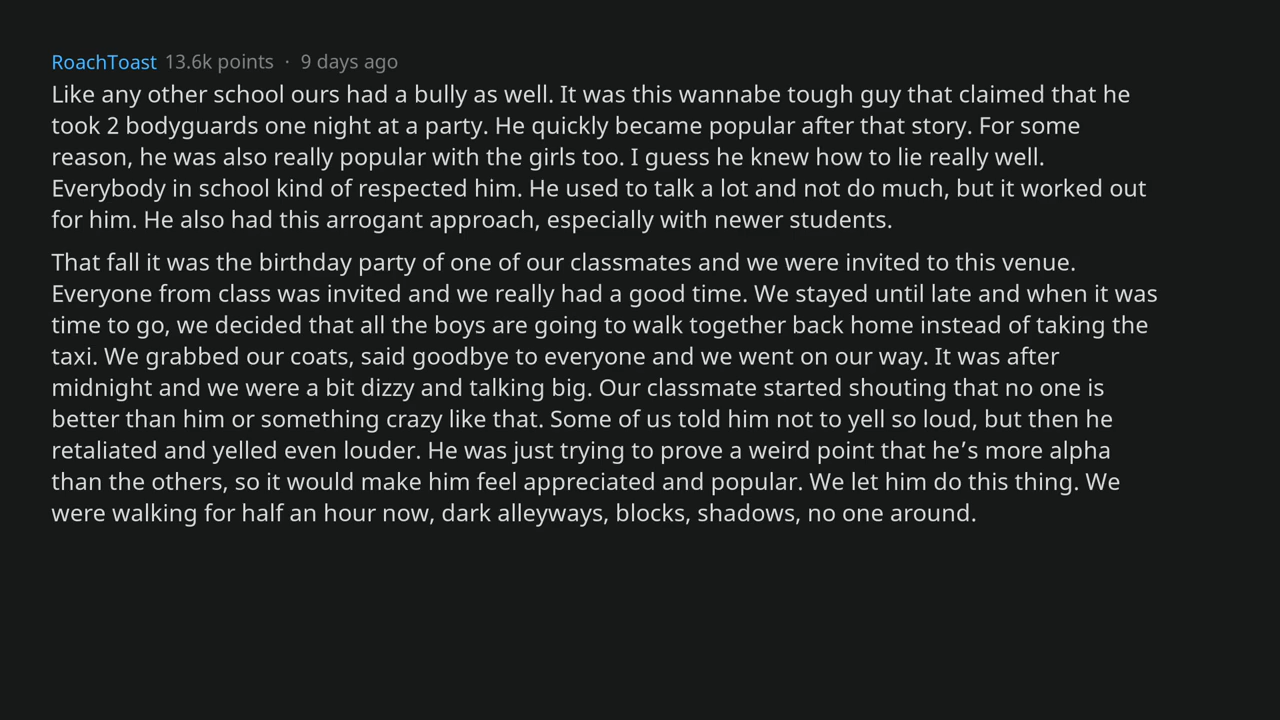 RoachToast 13.6k points · 9 days ago
Like any other school ours had a bully as well. It was this wannabe tough guy that claimed that he
took 2 bodyguards one night at a party. He quickly became popular after that story. For some
reason, he was also really popular with the girls too. I guess he knew how to lie really well.
Everybody in school kind of respected him. He used to talk a lot and not do much, but it worked out
for him. He also had this arrogant approach, especially with newer students.
That fall it was the birthday party of one of our classmates and we were invited to this venue.
Everyone from class was invited and we really had a good time. We stayed until late and when it was
time to go, we decided that all the boys are going to walk together back home instead of taking the
taxi. We grabbed our coats, said goodbye to everyone and we went on our way. It was after
midnight and we were a bit dizzy and talking big. Our classmate started shouting that no one is
better than him or something crazy like that. Some of us told him not to yell so loud, but then he
retaliated and yelled even louder. He was just trying to prove a weird point that he’s more alpha
than the others, so it would make him feel appreciated and popular. We let him do this thing. We
were walking for half an hour now, dark alleyways, blocks, shadows, no one around.